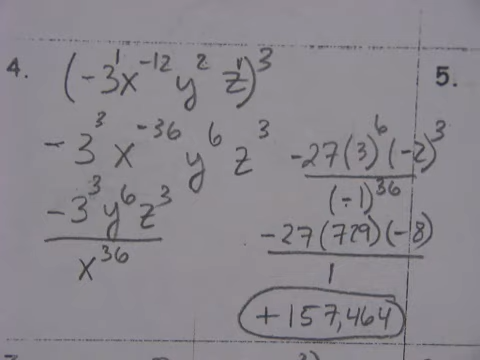 4.
(-3¹x⁻¹²y²z¹)³
5.
-3³x⁻³⁶y⁶z³
-3³y⁶z³
x³⁶
-27(3)⁶(-2)³
(-1)³⁶
-27(729)(-8)
1
+157,464